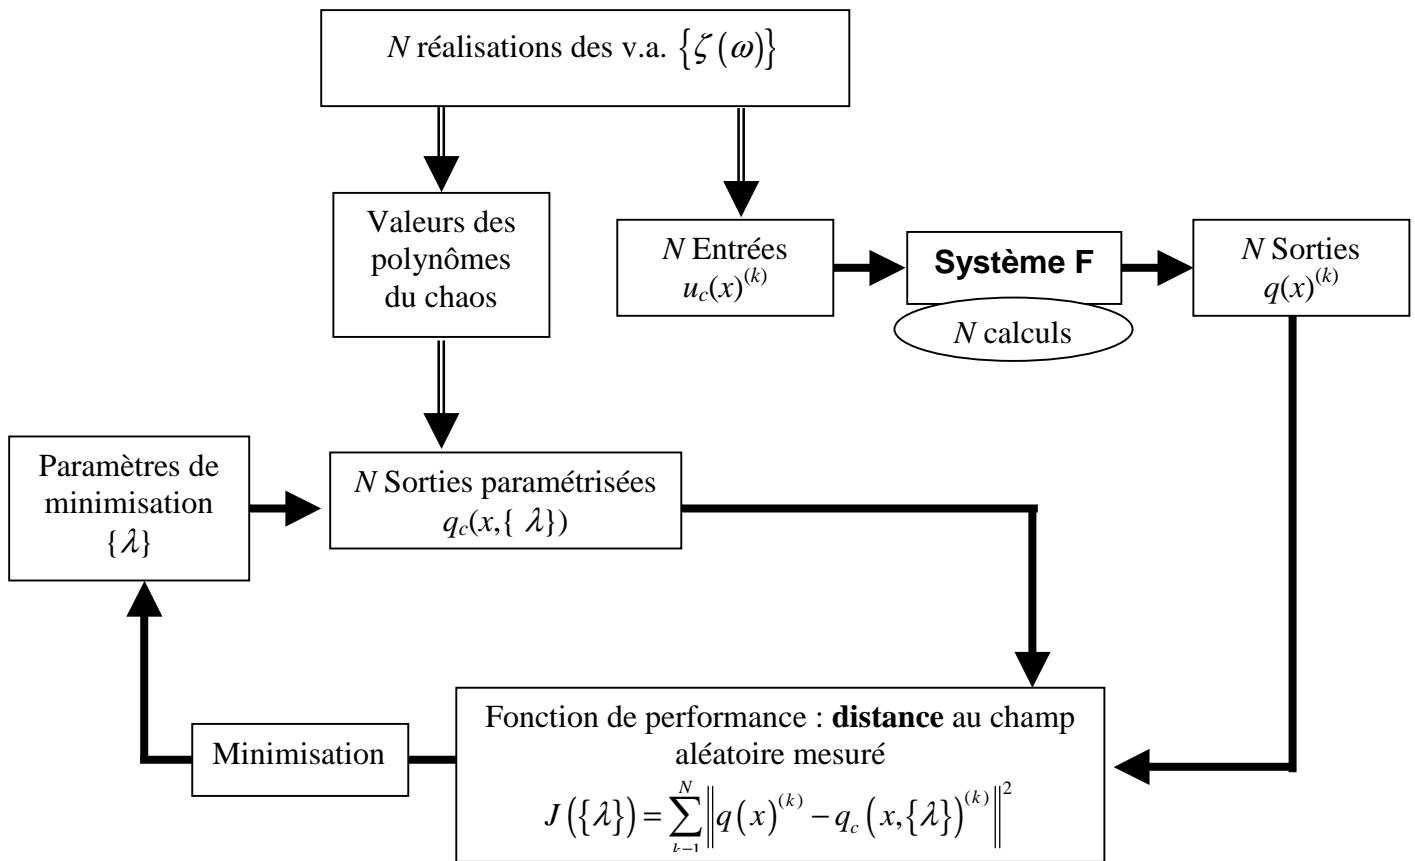 N réalisations des v.a. {ζ(ω)}
Valeurs des
polynômes
du chaos
N Entrées
u_c(x)^(k)
Système F
N calculs
N Sorties
q(x)^(k)
Paramètres de
minimisation
{λ}
N Sorties paramétrisées
q_c(x,{ λ})
Minimisation
Fonction de performance : distance au champ
aléatoire mesuré
J({λ}) = ∑_{k=1}^{N} ‖q(x)^(k) − q_c(x,{λ})^(k)‖²